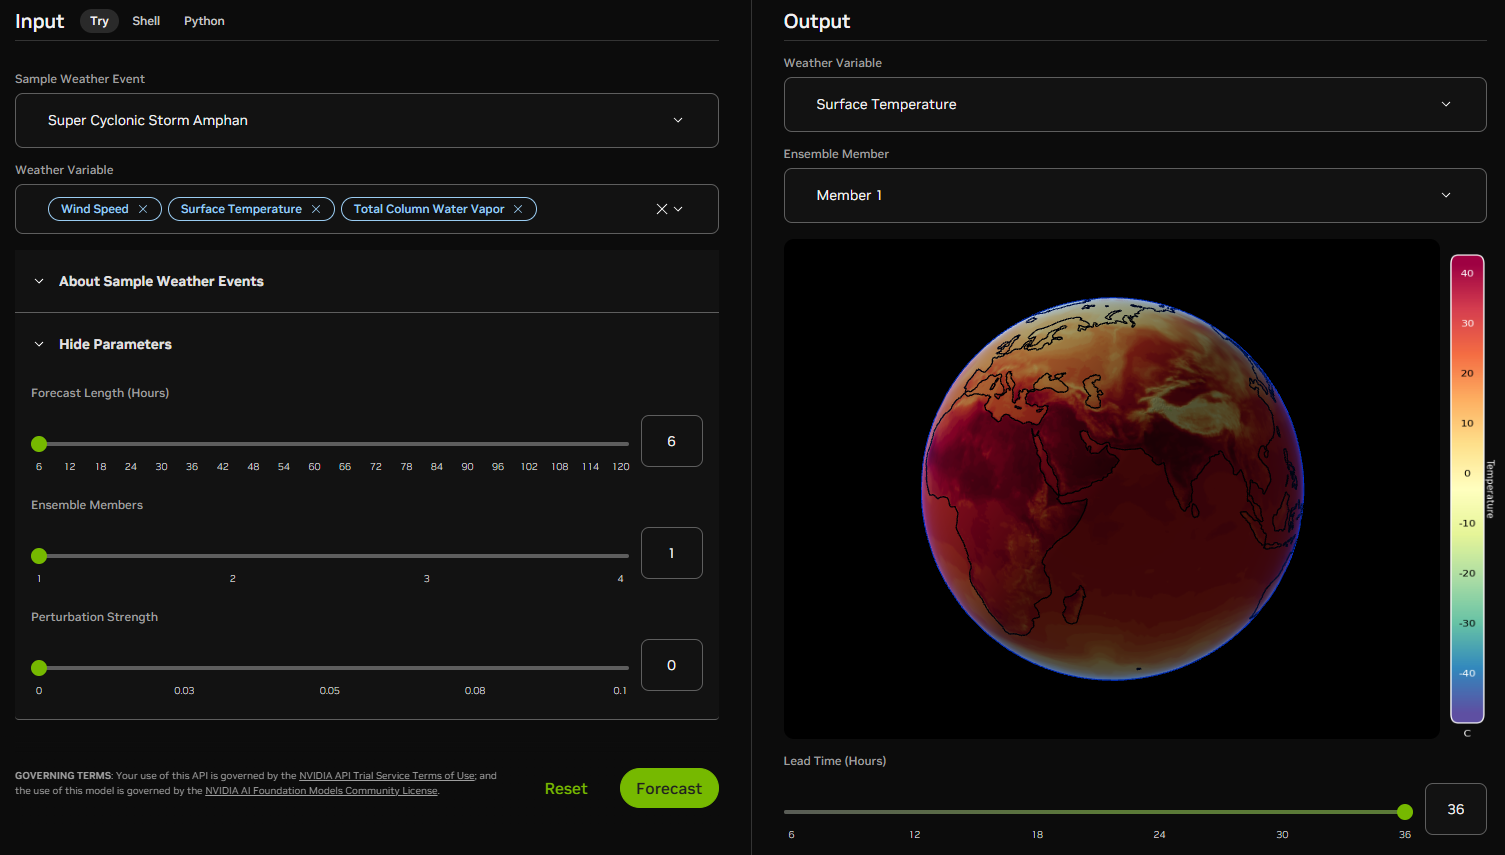 Input
Try
Shell
Python
Sample Weather Event
Super Cyclonic Storm Amphan
Weather Variable
Wind Speed
Surface Temperature
Total Column Water Vapor
About Sample Weather Events
Hide Parameters
Forecast Length (Hours)
6
6 12 18 24 30 36 42 48 54 60 66 72 78 84 90 96 102 108 114 120
Ensemble Members
1
1 2 3 4
Perturbation Strength
0
0 0.03 0.05 0.08 0.1
GOVERNING TERMS: Your use of this API is governed by the NVIDIA API Trial Service Terms of Use; and
the use of this model is governed by the NVIDIA AI Foundation Models Community License.
Reset
Forecast
Output
Weather Variable
Surface Temperature
Ensemble Member
Member 1
40
30
20
10
0
-10
-20
-30
-40
Temperature
C
Lead Time (Hours)
36
6 12 18 24 30 36